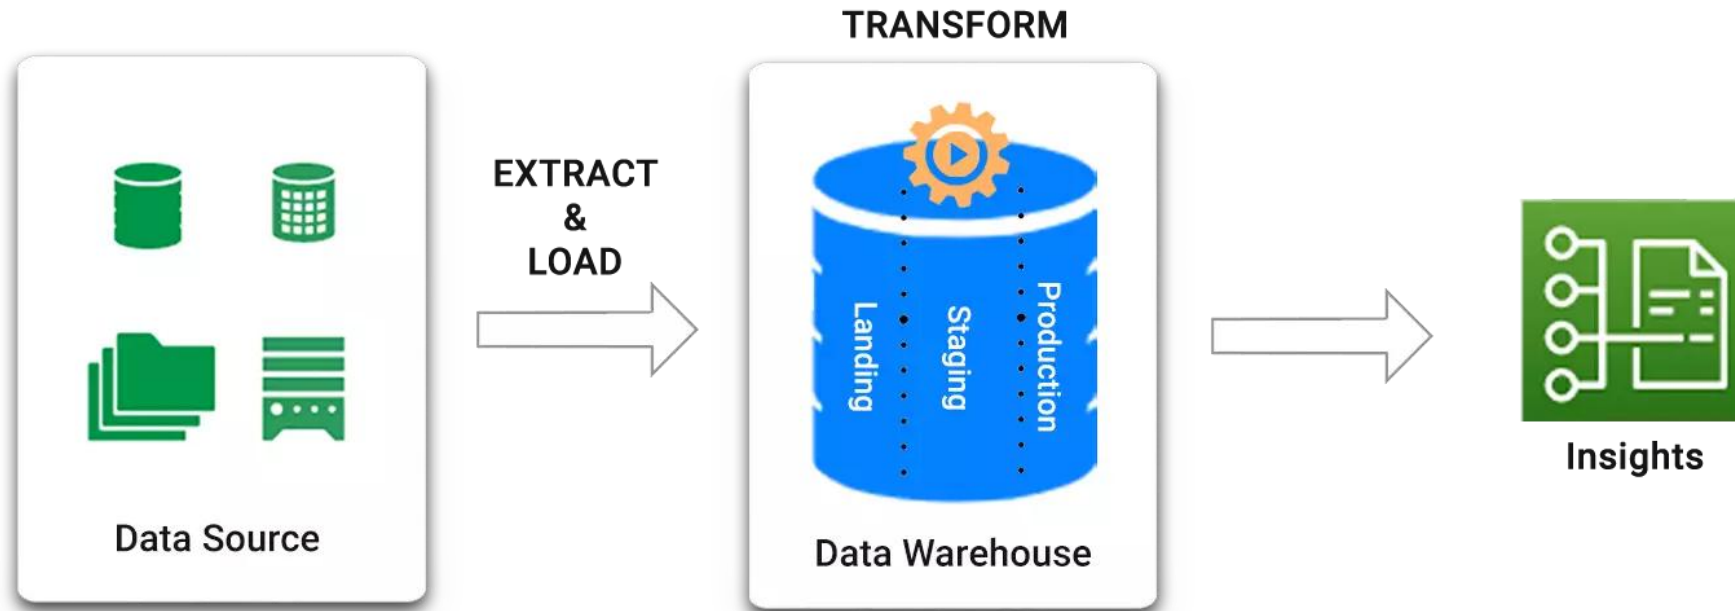 TRANSFORM
EXTRACT
&
LOAD
Landing
Staging
Production
Data Source
Data Warehouse
Insights